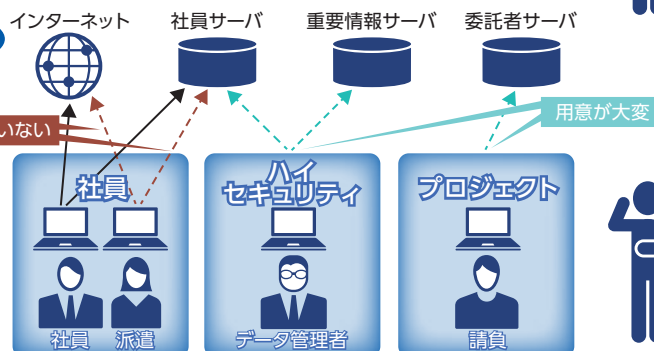 インターネット
社員サーバ
重要情報サーバ
委託者サーバ
いない
用意が大変
社員
ハイ
セキュリティ
プロジェクト
社員
派遣
データ管理者
請負